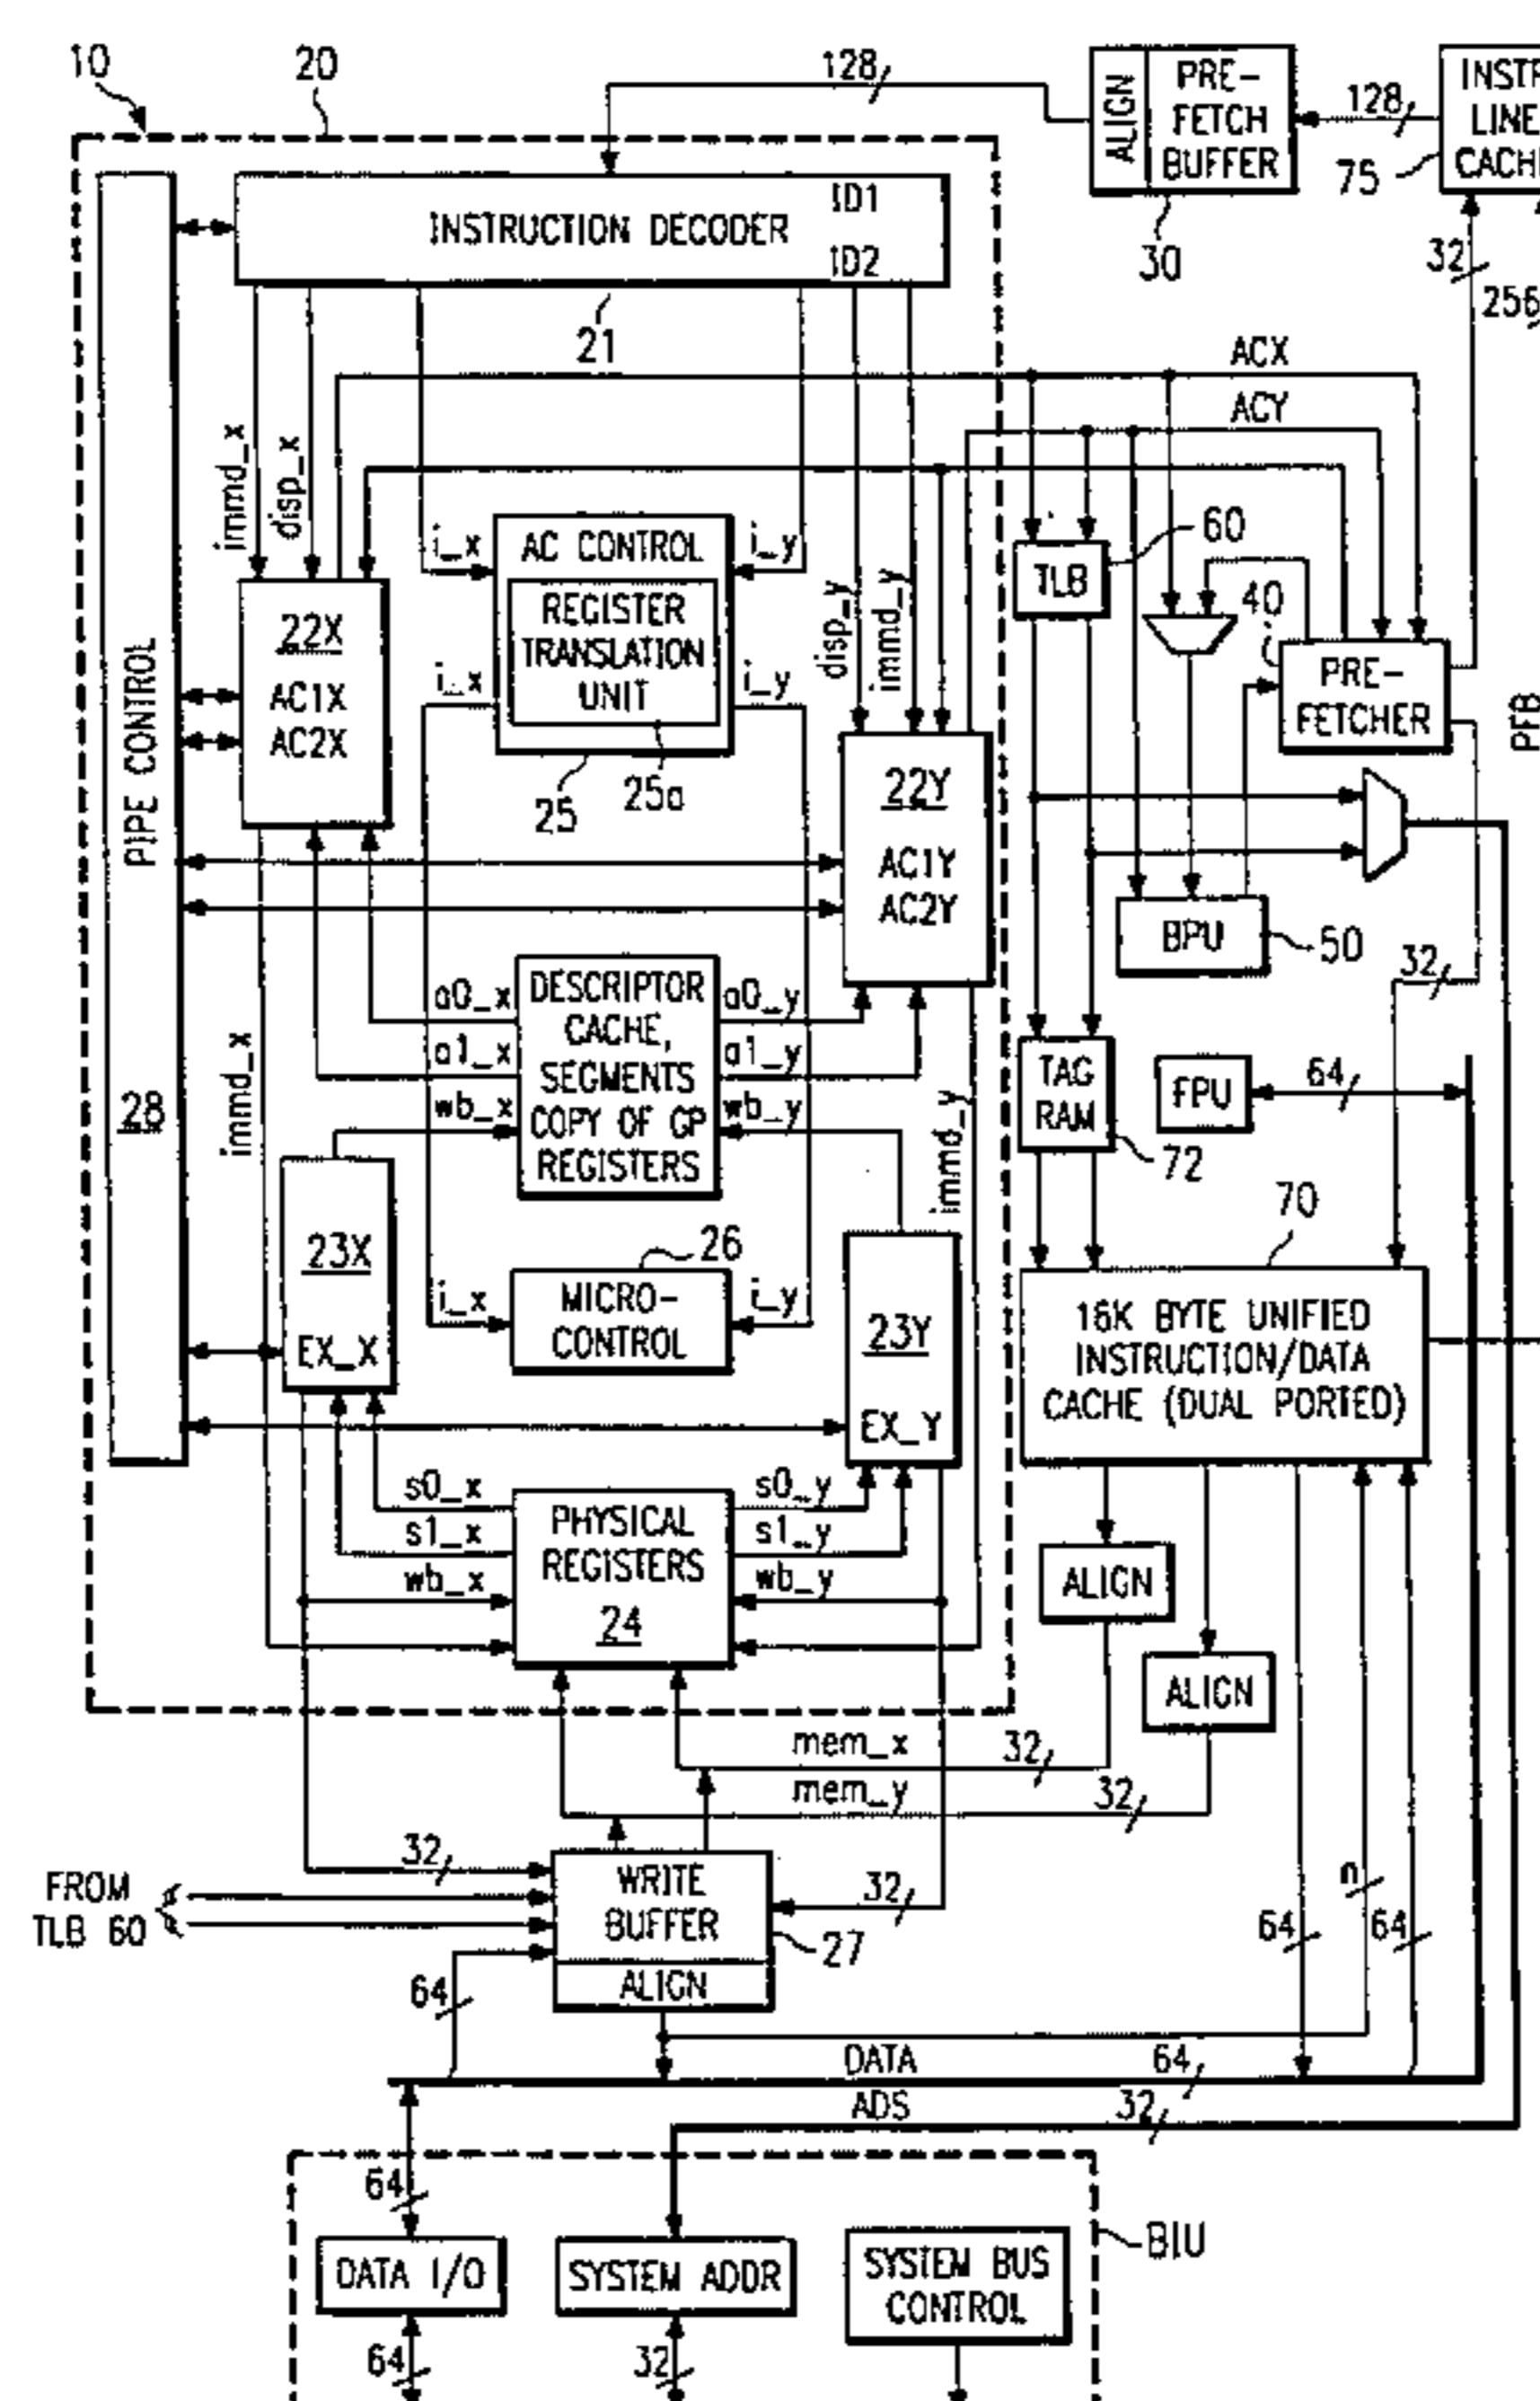 10
20
128
ALIGN
PRE-
FETCH
BUFFER
30
128
75
INSTR
LINE
CACHE
32
256
INSTRUCTION DECODER
ID1
ID2
21
ACX
ACY
immd_x
disp_x
i_x
AC CONTROL
i_y
REGISTER
TRANSLATION
UNIT
i_x
i_y
25
25a
disp_y
immd_y
TLB
60
40
PRE-
FETCHER
PFB
22X
AC1X
AC2X
PIPE CONTROL
28
22Y
AC1Y
AC2Y
BPU
50
32
immd_x
a0_x
a1_x
wb_x
DESCRIPTOR
CACHE,
SEGMENTS
COPY OF GP
REGISTERS
a0_y
a1_y
wb_y
immd_y
TAG
RAM
72
FPU
64
70
23X
EX_X
26
i_x
MICRO-
CONTROL
i_y
23Y
EX_Y
16K BYTE UNIFIED
INSTRUCTION/DATA
CACHE (DUAL PORTED)
s0_x
s1_x
wb_x
PHYSICAL
REGISTERS
24
s0_y
s1_y
wb_y
ALIGN
ALIGN
mem_x
32
mem_y
32
32
FROM
TLB 60
WRITE
BUFFER
ALIGN
27
32
64
n
64
64
DATA
64
ADS
32
64
DATA I/O
SYSTEM ADDR
SYSTEM BUS
CONTROL
BIU
64
32